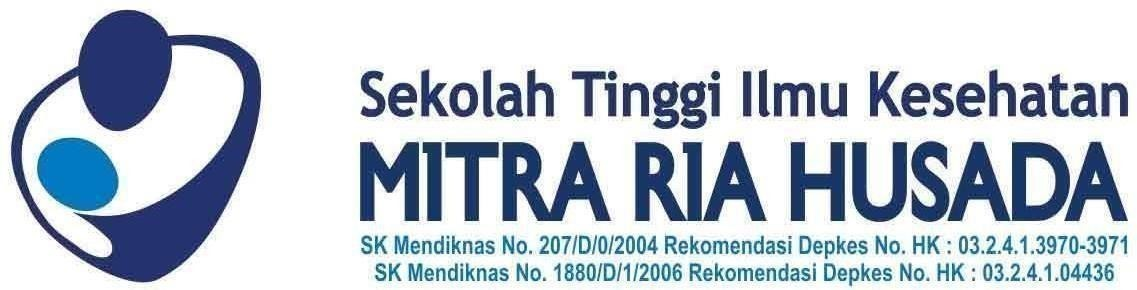 Sekolah Tinggi Ilmu Kesehatan
MITRA RIA HUSADA
SK Mendiknas No. 207/D/0/2004 Rekomendasi Depkes No. HK : 03.2.4.1.3970-3971
SK Mendiknas No. 1880/D/1/2006 Rekomendasi Depkes No. HK : 03.2.4.1.04436